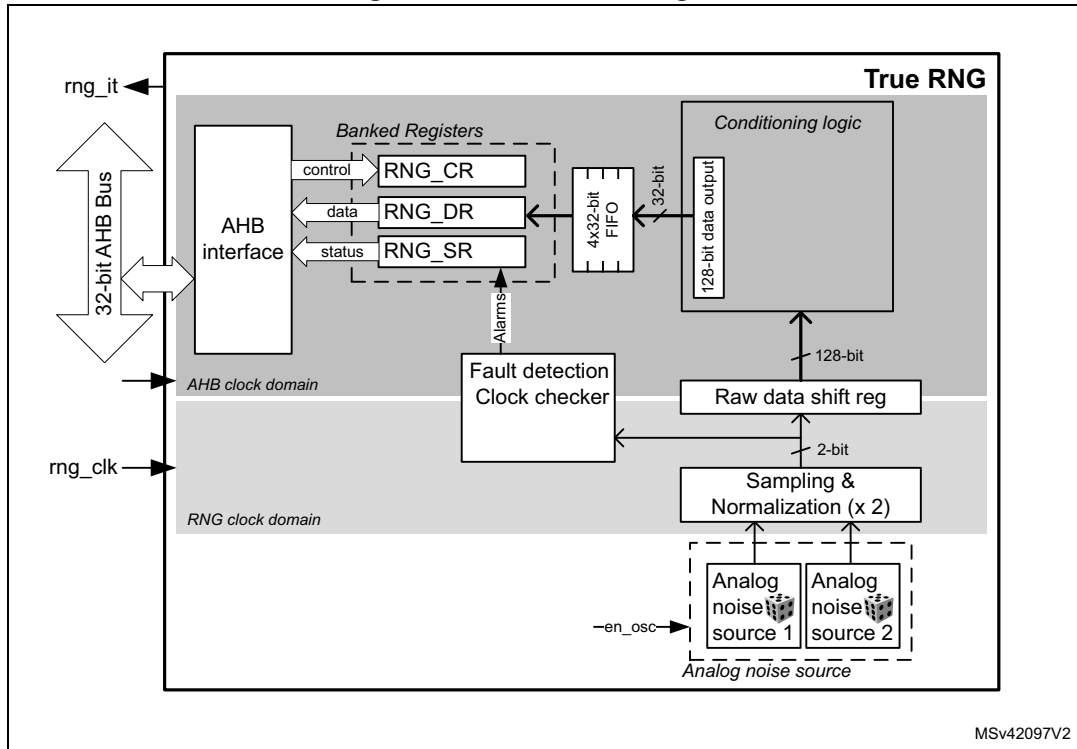 True RNG
rng_it
Banked Registers
Conditioning logic
control
RNG_CR
data
RNG_DR
status
RNG_SR
AHB
interface
32-bit AHB Bus
4x32-bit
FIFO
32-bit
128-bit data output
Alarms
Fault detection
Clock checker
128-bit
AHB clock domain
Raw data shift reg
2-bit
rng_clk
Sampling &
Normalization (x 2)
RNG clock domain
Analog
noise
source 1
Analog
noise
source 2
en_osc
Analog noise source
MSv42097V2